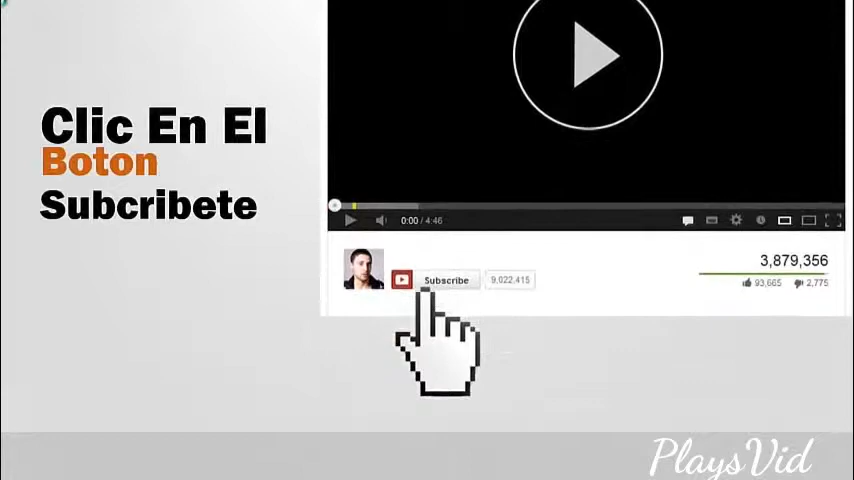 Clic En El
Boton
Subcribete
0:00 / 4:46
3,879,356
Subscribe
9,022,415
93,665
2,775
PlaysVid